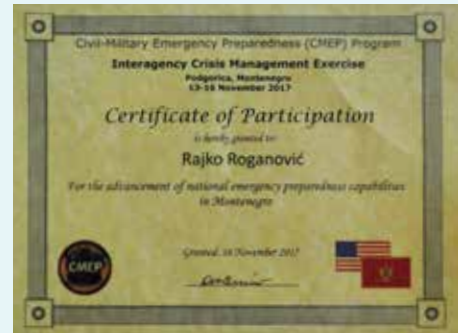 Civil-Military Emergency Preparedness (CMEP) Program
Interagency Crisis Management Exercise
Podgorica, Montenegro
13-16 November 2017
Certificate of Participation
is hereby granted to:
Rajko Roganović
For the advancement of national emergency preparedness capabilities
in Montenegro
Granted: 16 November 2017
CMEP